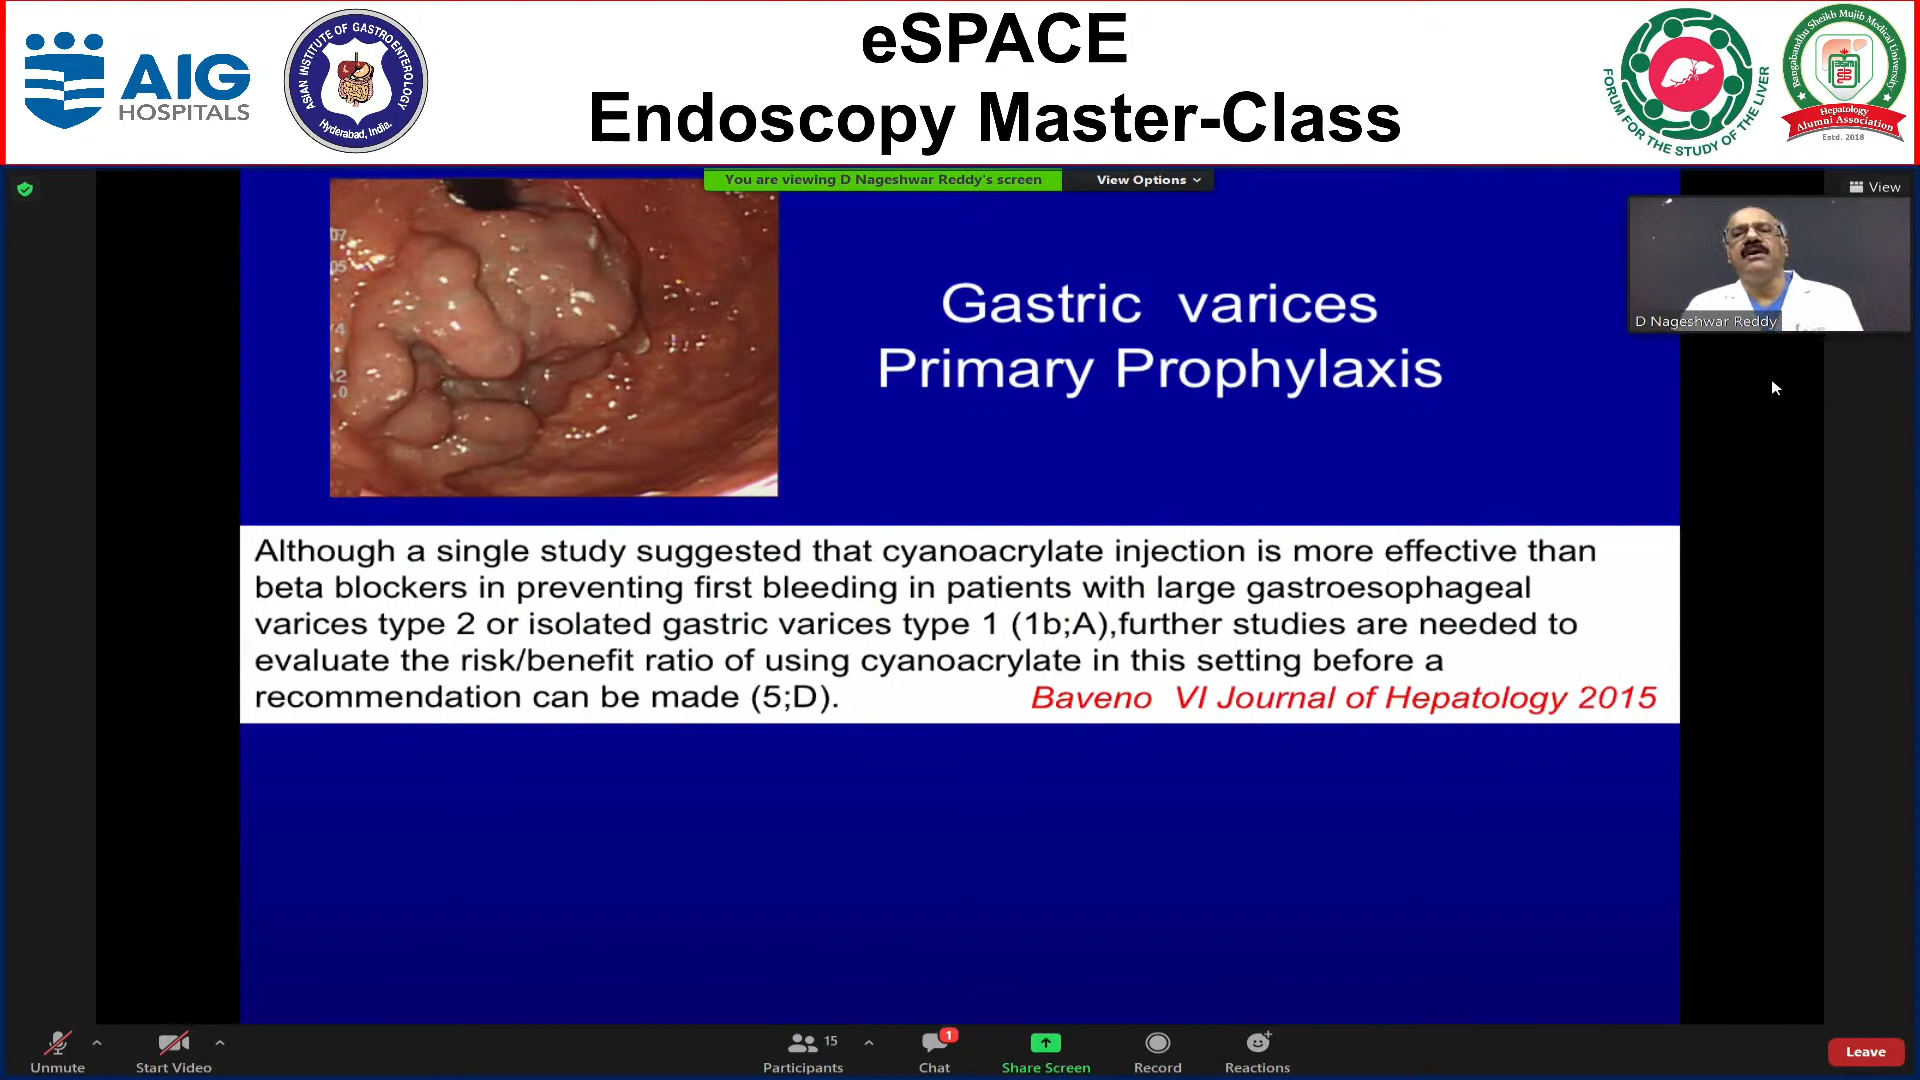 eSPACE
Endoscopy Master-Class
AIG
HOSPITALS
ASIAN INSTITUTE OF GASTROENTEROLOGY
Hyderabad, India.
FORUM FOR THE STUDY OF THE LIVER
Bangabandhu Sheikh Mujib Medical University
Hepatology
Alumni Association
Estd. 2018
You are viewing D Nageshwar Reddy's screen
View Options
View
D Nageshwar Reddy
Gastric varices
Primary Prophylaxis
Although a single study suggested that cyanoacrylate injection is more effective than
beta blockers in preventing first bleeding in patients with large gastroesophageal
varices type 2 or isolated gastric varices type 1 (1b;A),further studies are needed to
evaluate the risk/benefit ratio of using cyanoacrylate in this setting before a
recommendation can be made (5;D).
Baveno VI Journal of Hepatology 2015
Unmute
Start Video
15
Participants
1
Chat
Share Screen
Record
Reactions
Leave